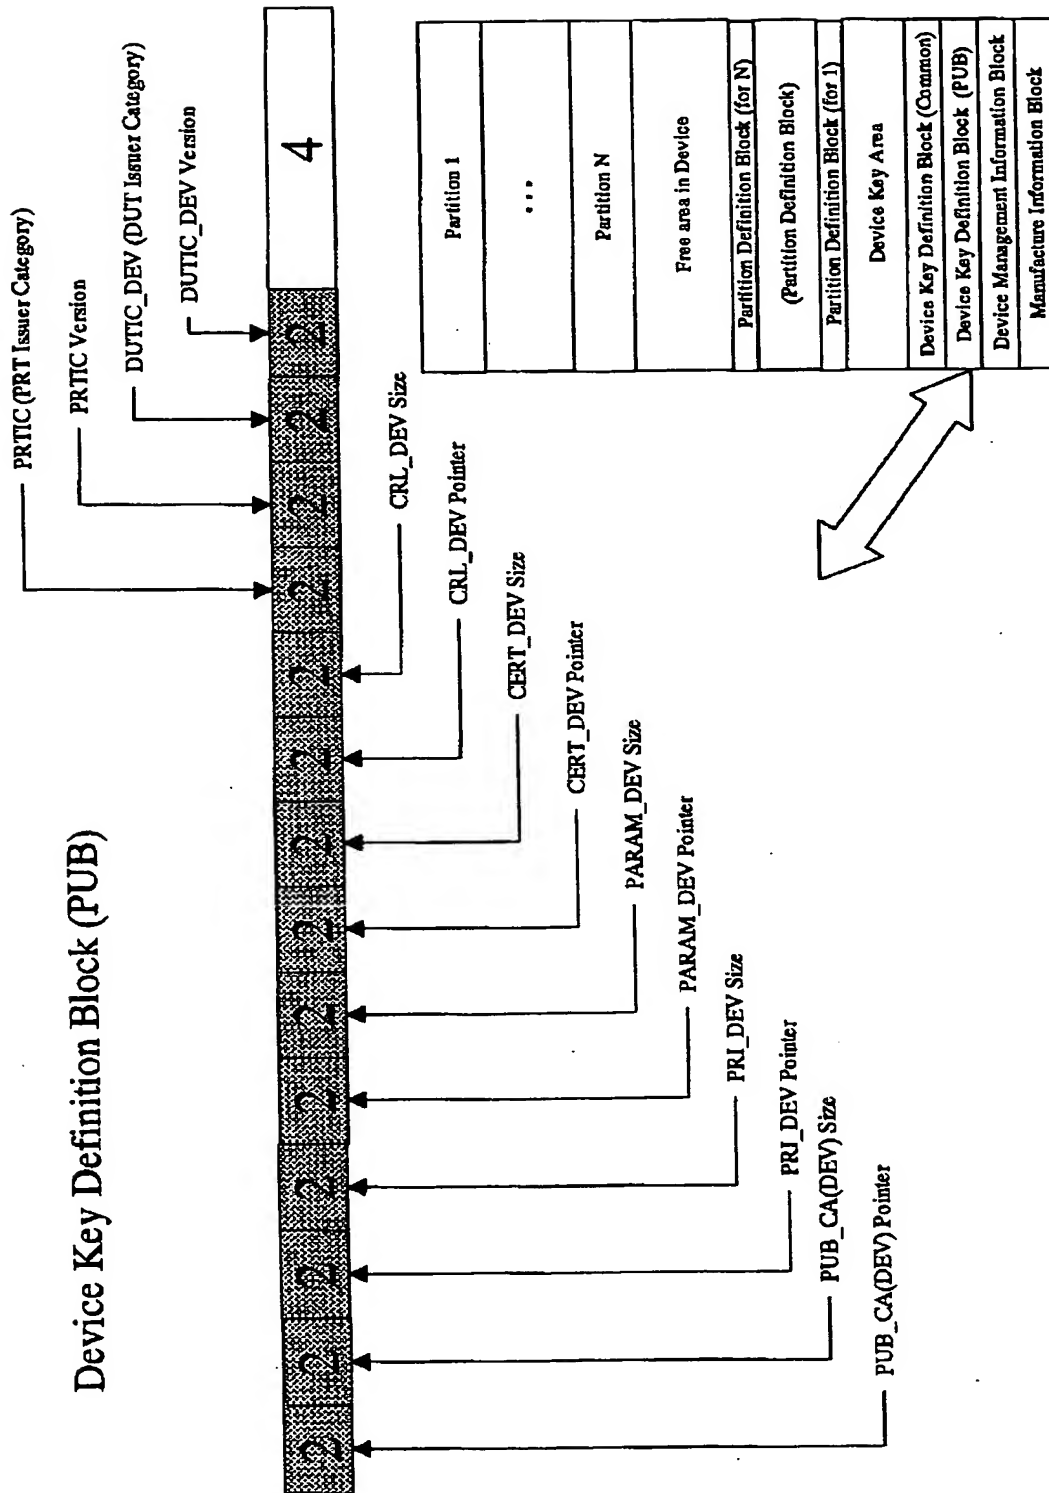 Device Key Definition Block (PUB)
PRTIC (PRT Issuer Category)
PRTIC Version
DUTIC_DEV (DUT Issuer Category)
DUTIC_DEV Version
2 2 2 2 2 2 2 2 2 2 2 2 2 2 4
CRL_DEV Size
CRL_DEV Pointer
CERT_DEV Size
CERT_DEV Pointer
PARAM_DEV Size
PARAM_DEV Pointer
PRI_DEV Size
PRI_DEV Pointer
PUB_CA(DEV) Size
PUB_CA(DEV) Pointer
Partition 1
...
Partition N
Free area in Device
Partition Definition Block (for N)
(Partition Definition Block)
Partition Definition Block (for 1)
Device Key Area
Device Key Definition Block (Common)
Device Key Definition Block (PUB)
Device Management Information Block
Manufacture Information Block